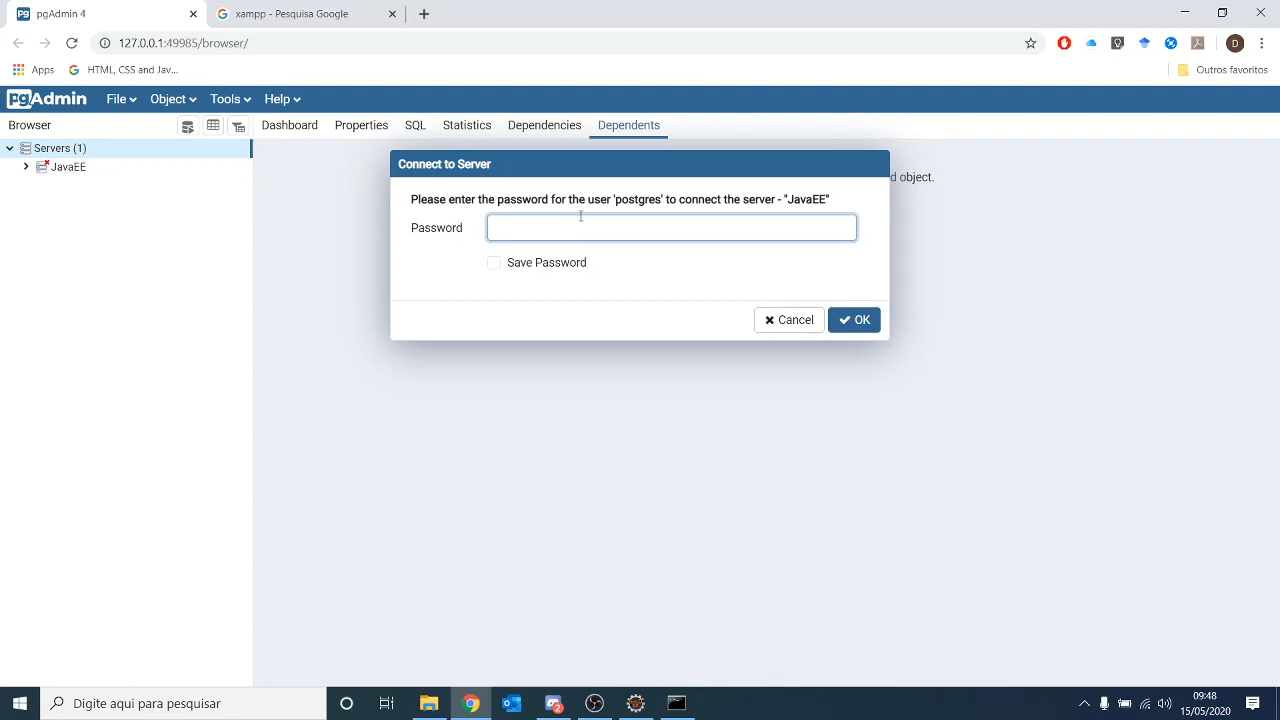 pgAdmin 4
xampp - Pesquisa Google
127.0.0.1:49985/browser/
D
Apps
HTML, CSS and Jav...
Outros favoritos
pgAdmin
File
Object
Tools
Help
Browser
Dashboard
Properties
SQL
Statistics
Dependencies
Dependents
Servers (1)
JavaEE
Connect to Server
d object.
Please enter the password for the user 'postgres' to connect the server - "JavaEE"
Password
Save Password
Cancel
OK
Digite aqui para pesquisar
2
09:48
15/05/2020